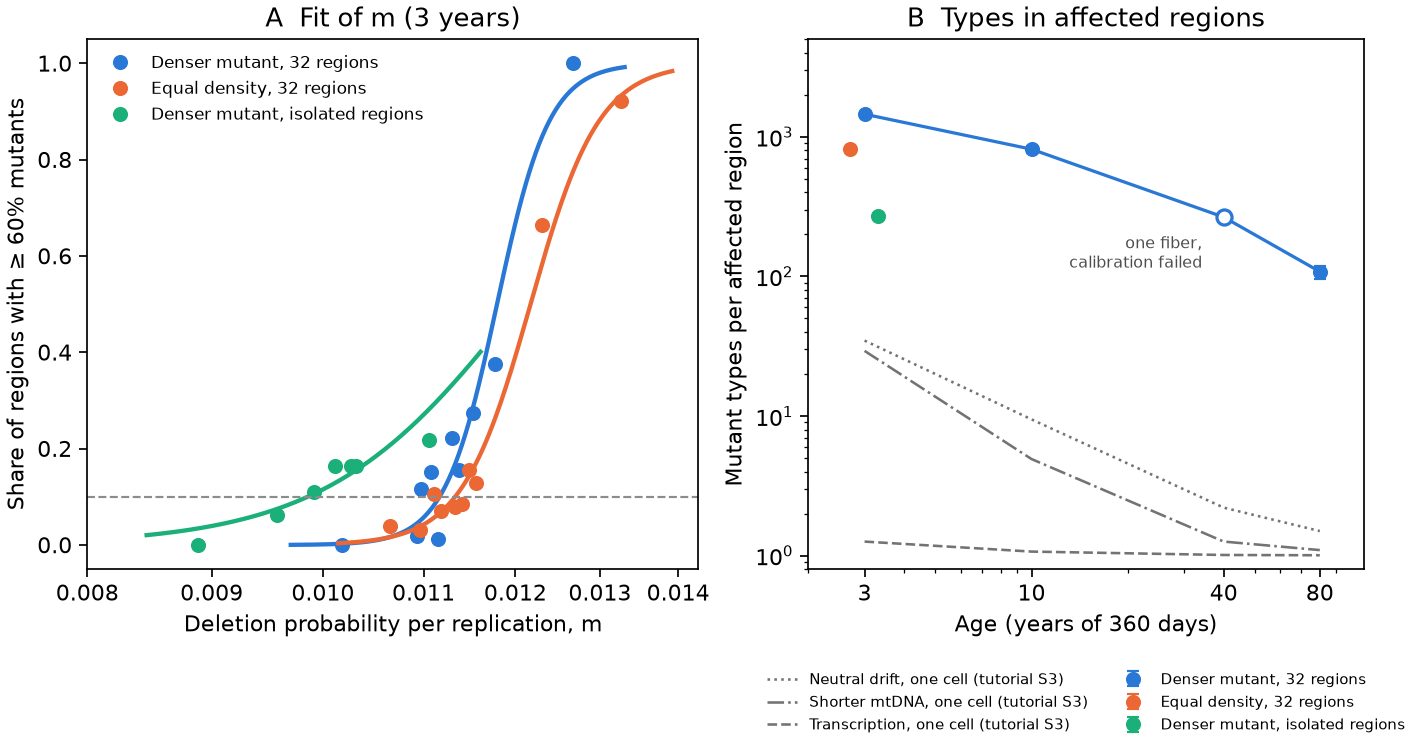 A  Fit of m (3 years)
Share of regions with ≥ 60% mutants
1.0
0.8
0.6
0.4
0.2
0.0
Denser mutant, 32 regions
Equal density, 32 regions
Denser mutant, isolated regions
0.008
0.009
0.010
0.011
0.012
0.013
0.014
Deletion probability per replication, m
B  Types in affected regions
Mutant types per affected region
10³
10²
10¹
10⁰
one fiber,
calibration failed
3
10
40
80
Age (years of 360 days)
Neutral drift, one cell (tutorial S3)
Shorter mtDNA, one cell (tutorial S3)
Transcription, one cell (tutorial S3)
Denser mutant, 32 regions
Equal density, 32 regions
Denser mutant, isolated regions